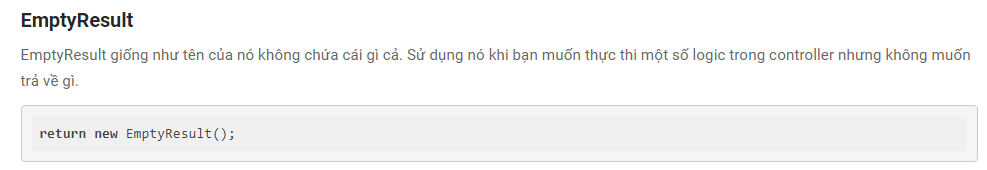 EmptyResult
EmptyResult giống như tên của nó không chứa cái gì cả. Sử dụng nó khi bạn muốn thực thi một số logic trong controller nhưng không muốn
trả về gì.
return new EmptyResult();